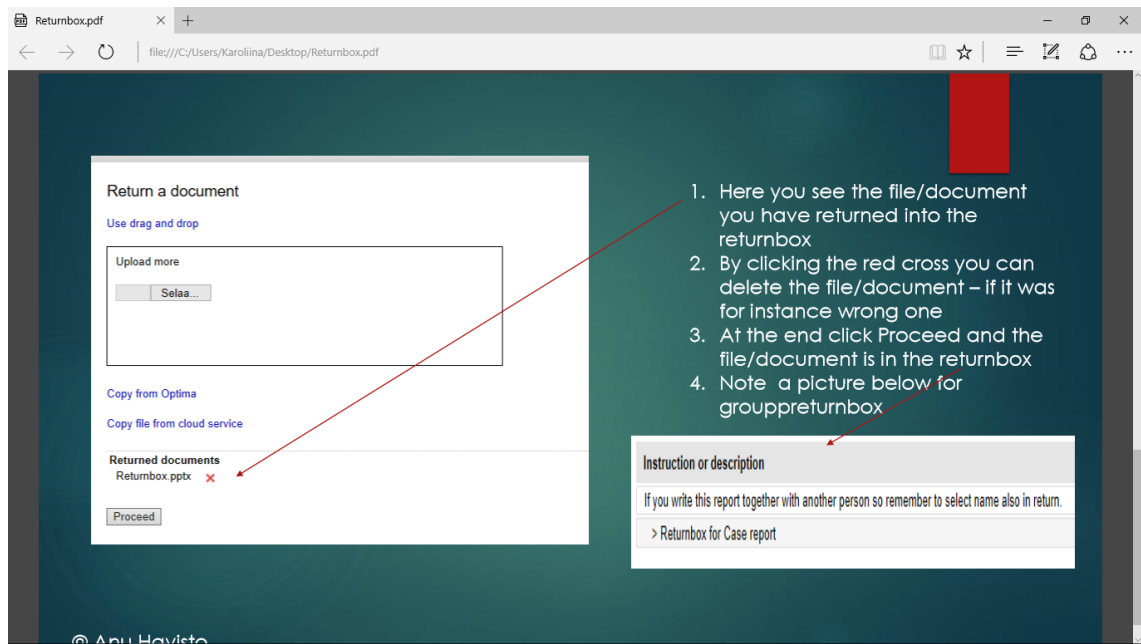 Returnbox.pdf
file:///C:/Users/Karoliina/Desktop/Returnbox.pdf
Return a document
Use drag and drop
Upload more
Selaa...
Copy from Optima
Copy file from cloud service
Returned documents
Returnbox.pptx
Proceed
1. Here you see the file/document
you have returned into the
returnbox
2. By clicking the red cross you can
delete the file/document – if it was
for instance wrong one
3. At the end click Proceed and the
file/document is in the returnbox
4. Note a picture below for
grouppreturnbox
Instruction or description
If you write this report together with another person so remember to select name also in return.
> Returnbox for Case report
© Anu Havisto